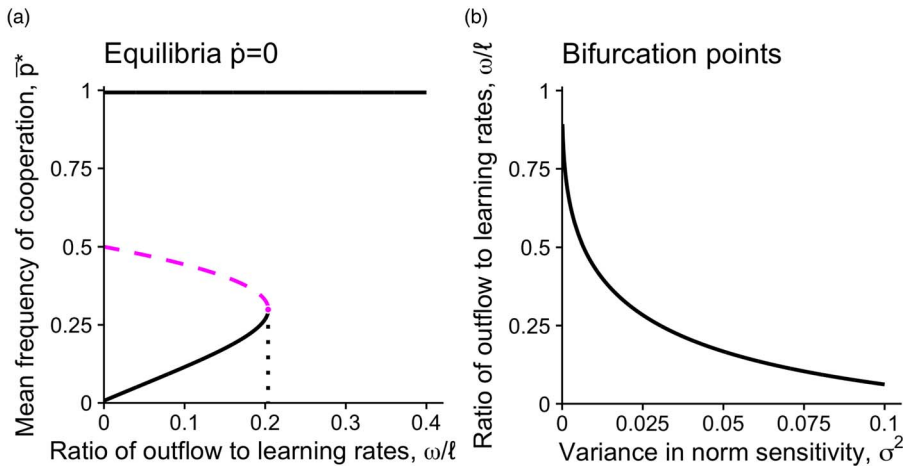 (a)
Equilibria ṗ=0
Mean frequency of cooperation, p̅*
1
0.75
0.5
0.25
0
0
0.1
0.2
0.3
0.4
Ratio of outflow to learning rates, ω/ℓ
(b)
Bifurcation points
Ratio of outflow to learning rates, ω/ℓ
1
0.75
0.5
0.25
0
0
0.025
0.05
0.075
0.1
Variance in norm sensitivity, σ²